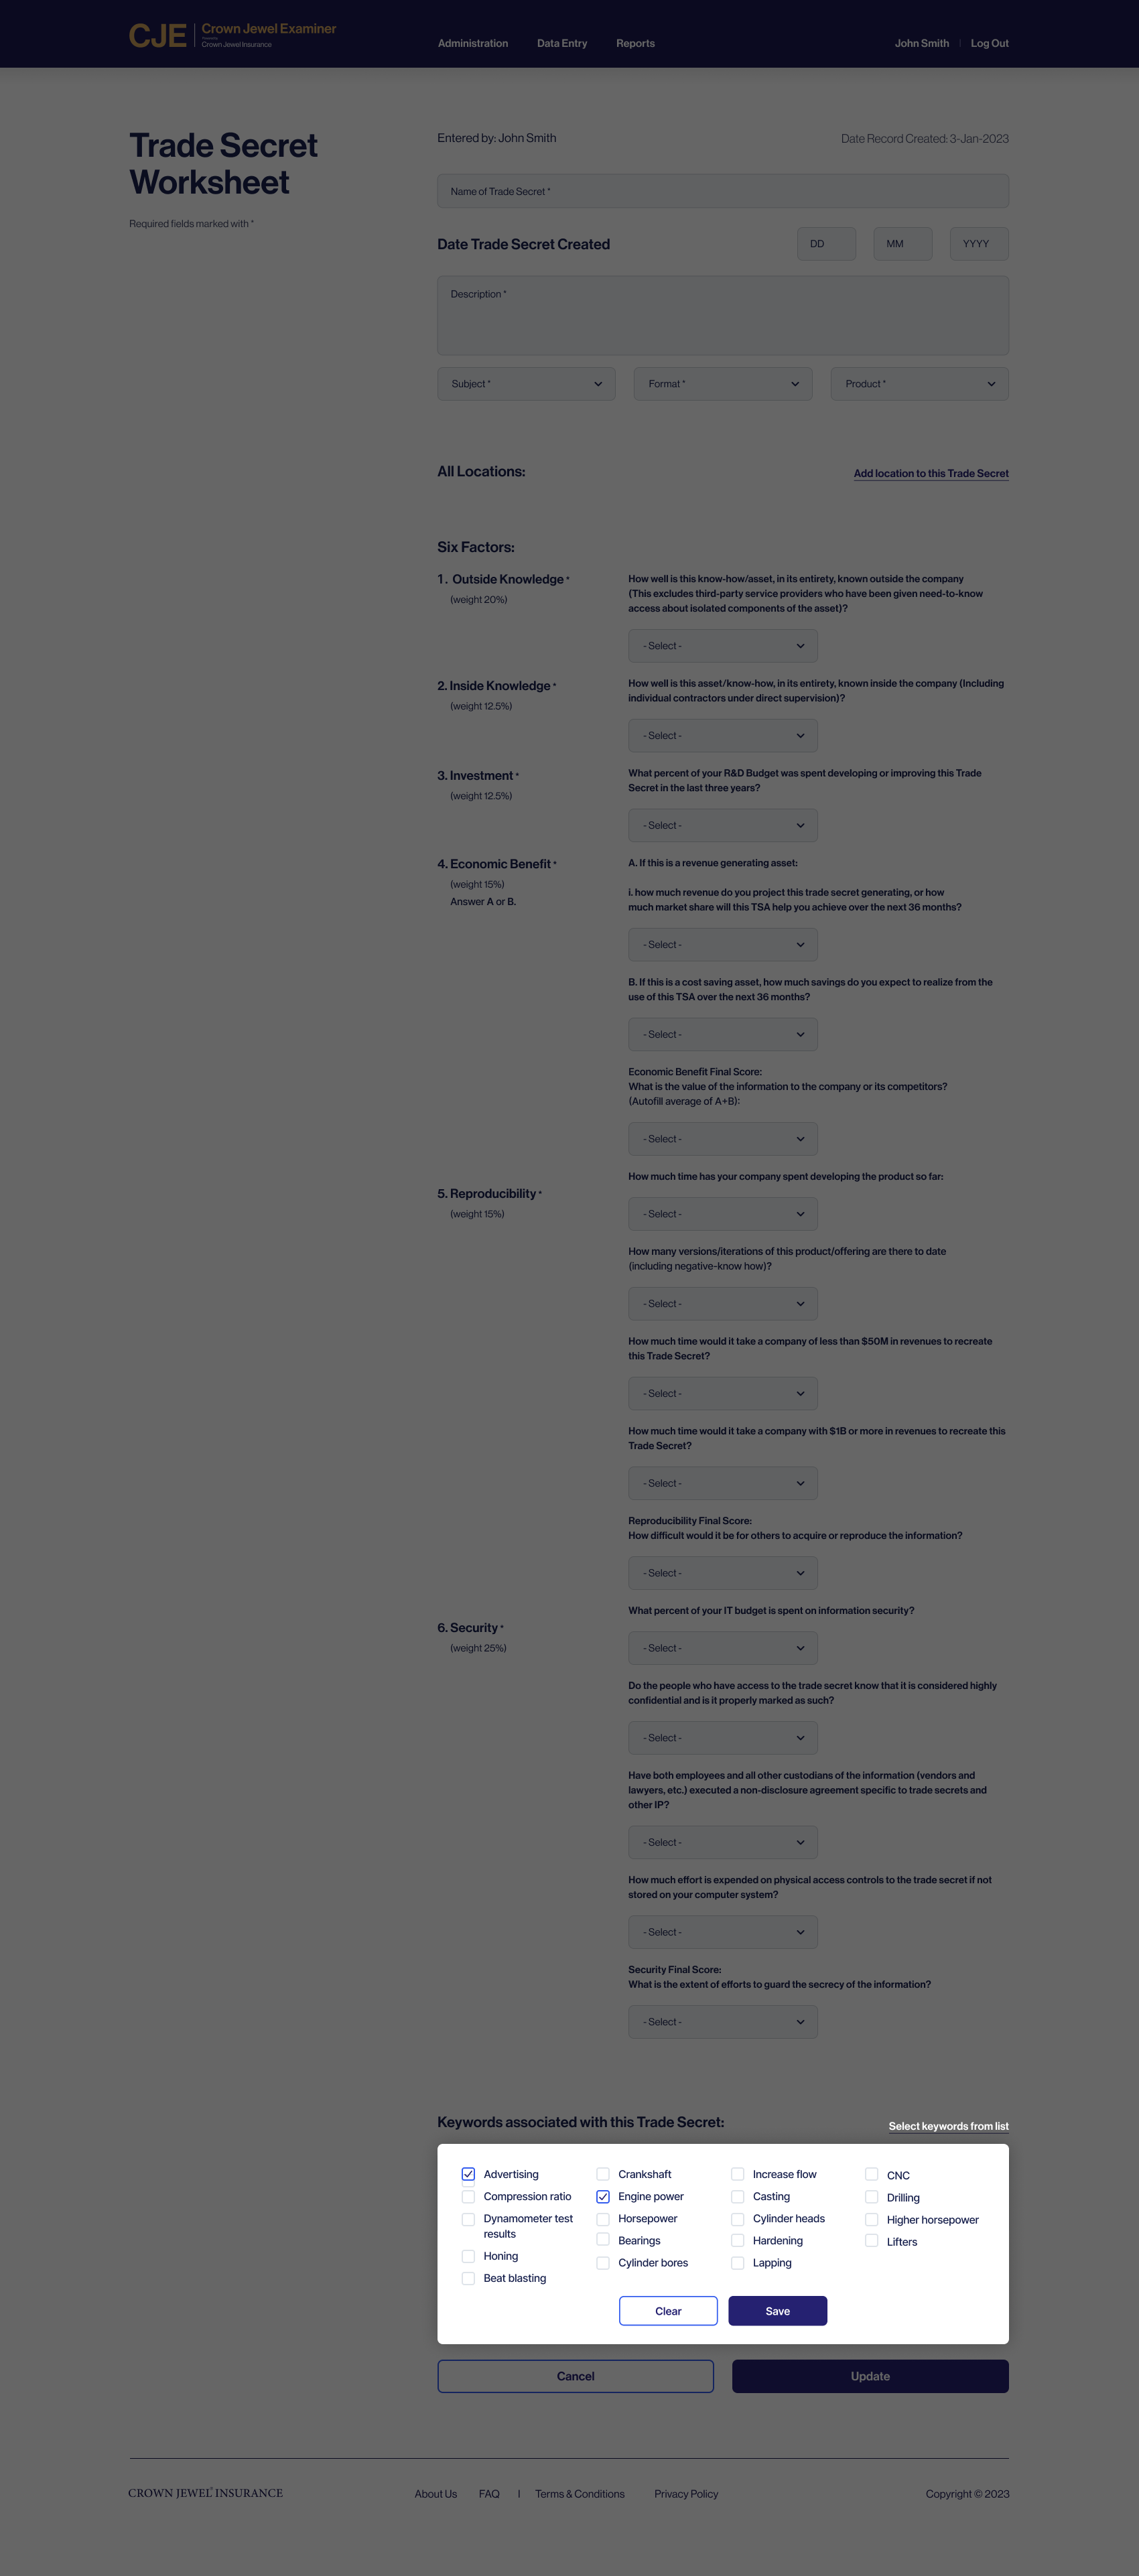 CJE
Crown Jewel Examiner
Crown Jewel Insurance
Administration
Data Entry
Reports
John Smith
Log Out
Trade Secret
Worksheet
Required fields marked with *
Entered by: John Smith
Date Record Created: 3-Jan-2023
Name of Trade Secret *
Date Trade Secret Created
DD
MM
YYYY
Description *
Subject *
Format *
Product *
All Locations:
Add location to this Trade Secret
Six Factors:
1. Outside Knowledge *
(weight 20%)
How well is this know-how/asset, in its entirety, known outside the company
(This excludes third-party service providers who have been given need-to-know
access about isolated components of the asset)?
- Select -
2. Inside Knowledge *
(weight 12.5%)
How well is this asset/know-how, in its entirety, known inside the company (Including
individual contractors under direct supervision)?
- Select -
3. Investment *
(weight 12.5%)
What percent of your R&D Budget was spent developing or improving this Trade
Secret in the last three years?
- Select -
4. Economic Benefit *
(weight 15%)
Answer A or B.
A. If this is a revenue generating asset:
i. how much revenue do you project this trade secret generating, or how
much market share will this TSA help you achieve over the next 36 months?
- Select -
B. If this is a cost saving asset, how much savings do you expect to realize from the
use of this TSA over the next 36 months?
- Select -
Economic Benefit Final Score:
What is the value of the information to the company or its competitors?
(Autofill average of A+B):
- Select -
5. Reproducibility *
(weight 15%)
How much time has your company spent developing the product so far:
- Select -
How many versions/iterations of this product/offering are there to date
(including negative-know how)?
- Select -
How much time would it take a company of less than $50M in revenues to recreate
this Trade Secret?
- Select -
How much time would it take a company with $1B or more in revenues to recreate this
Trade Secret?
- Select -
Reproducibility Final Score:
How difficult would it be for others to acquire or reproduce the information?
- Select -
6. Security *
(weight 25%)
What percent of your IT budget is spent on information security?
- Select -
Do the people who have access to the trade secret know that it is considered highly
confidential and is it properly marked as such?
- Select -
Have both employees and all other custodians of the information (vendors and
lawyers, etc.) executed a non-disclosure agreement specific to trade secrets and
other IP?
- Select -
How much effort is expended on physical access controls to the trade secret if not
stored on your computer system?
- Select -
Security Final Score:
What is the extent of efforts to guard the secrecy of the information?
- Select -
Keywords associated with this Trade Secret:
Select keywords from list
Advertising
Compression ratio
Dynamometer test
results
Honing
Beat blasting
Crankshaft
Engine power
Horsepower
Bearings
Cylinder bores
Increase flow
Casting
Cylinder heads
Hardening
Lapping
CNC
Drilling
Higher horsepower
Lifters
Clear
Save
Cancel
Update
CROWN JEWEL® INSURANCE
About Us
FAQ
|
Terms & Conditions
Privacy Policy
Copyright © 2023